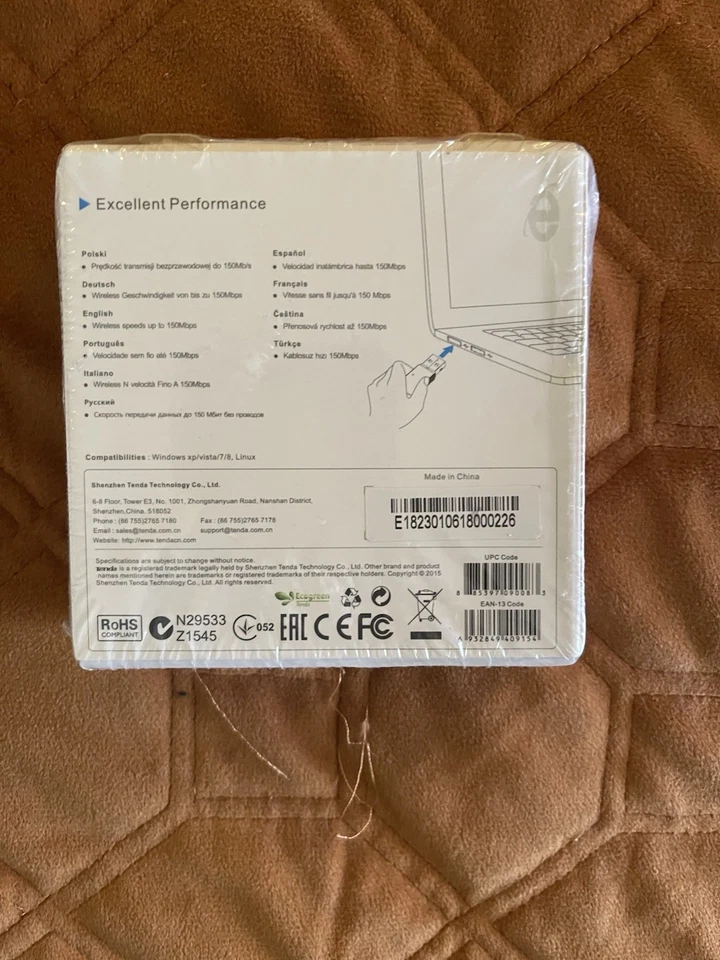 Excellent Performance
Polski
• Prędkość transmisji bezprzewodowej do 150Mb/s
Deutsch
• Wireless Geschwindigkeit von bis zu 150Mbps
English
• Wireless speeds up to 150Mbps
Português
• Velocidade sem fio até 150Mbps
Italiano
• Wireless N velocità Fino A 150Mbps
Русский
• Скорость передачи данных до 150 МБит без проводов
Español
• Velocidad inalámbrica hasta 150Mbps
Français
• Vitesse sans fil jusqu'à 150 Mbps
Čeština
• Přenosová rychlost až 150Mbps
Türkçe
• Kablosuz hızı 150Mbps
Compatibilities : Windows xp/vista/7/8, Linux
Shenzhen Tenda Technology Co., Ltd.
6-8 Floor, Tower E3, No. 1001, Zhongshanyuan Road, Nanshan District,
Shenzhen,China. 518052
Phone : (86 755)2765 7180 Fax : (86 755)2765 7178
Email : sales@tenda.com.cn support@tenda.com.cn
Website: http://www.tendacn.com
Made in China
E1823010618000226
Specifications are subject to change without notice.
Tenda is a registered trademark legally held by Shenzhen Tenda Technology Co., Ltd. Other brand and product
names mentioned herein are trademarks or registered trademarks of their respective holders. Copyright © 2015
Shenzhen Tenda Technology Co., Ltd. All rights reserved.
UPC Code
8 85397 09008 3
EAN-13 Code
6 932849 409154
Ecogreen
Tenda
RoHS
COMPLIANT
N29533
Z1545
052
EAC CE FC